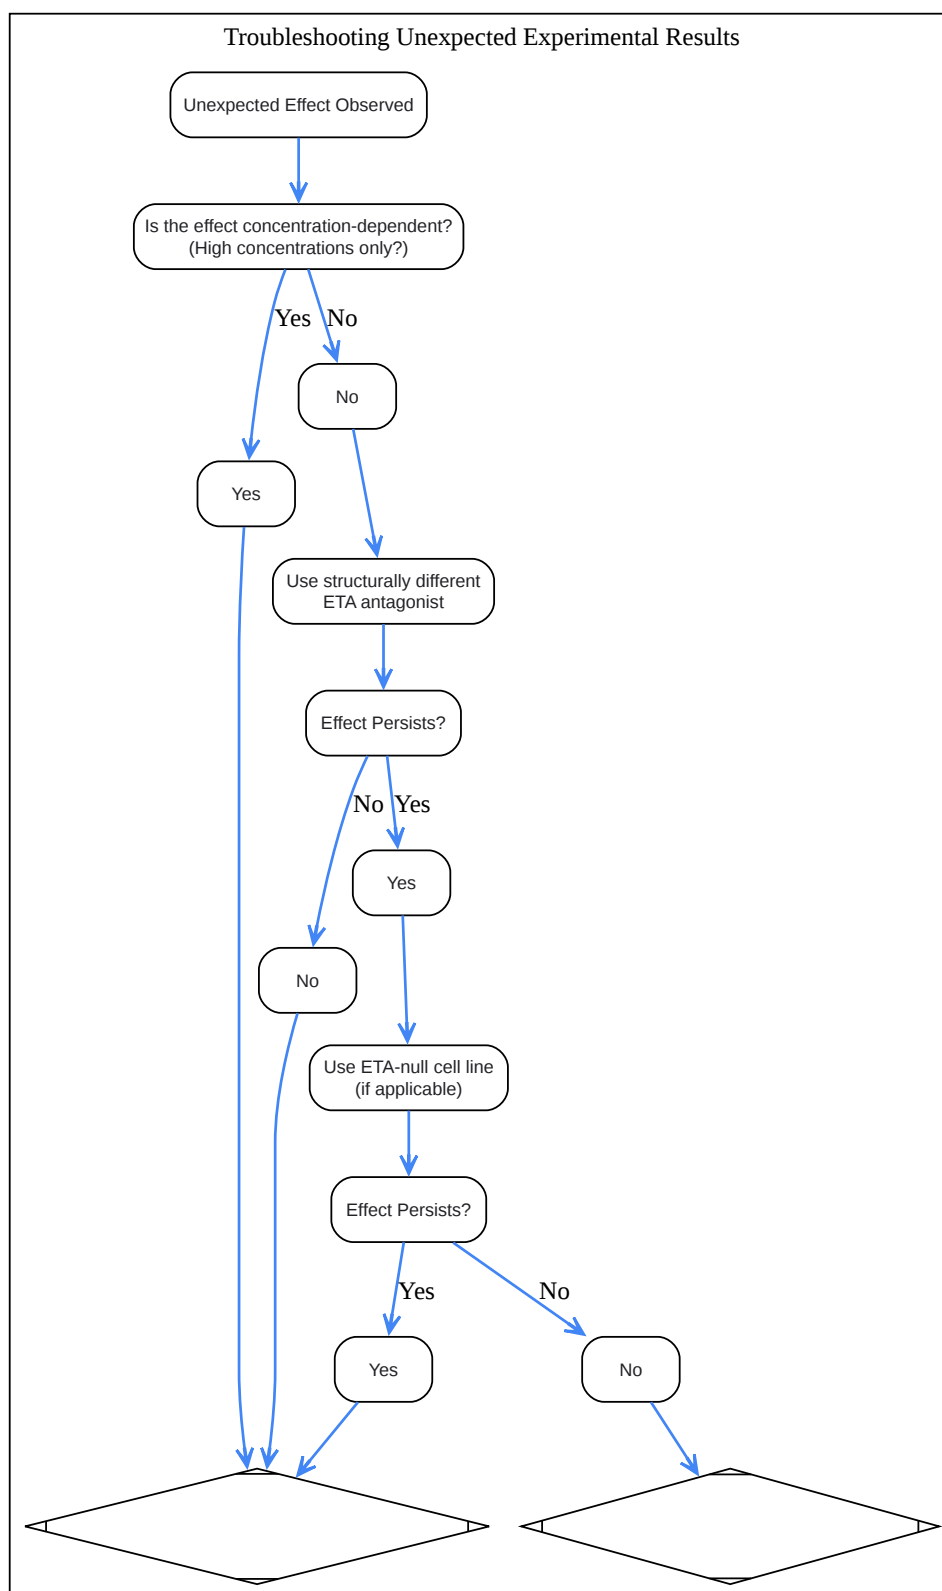 Troubleshooting Unexpected Experimental Results
Unexpected Effect Observed
Is the effect concentration-dependent?
(High concentrations only?)
Yes
No
No
Yes
Use structurally different
ETA antagonist
Effect Persists?
No
Yes
Yes
No
Use ETA-null cell line
(if applicable)
Effect Persists?
Yes
No
Yes
No